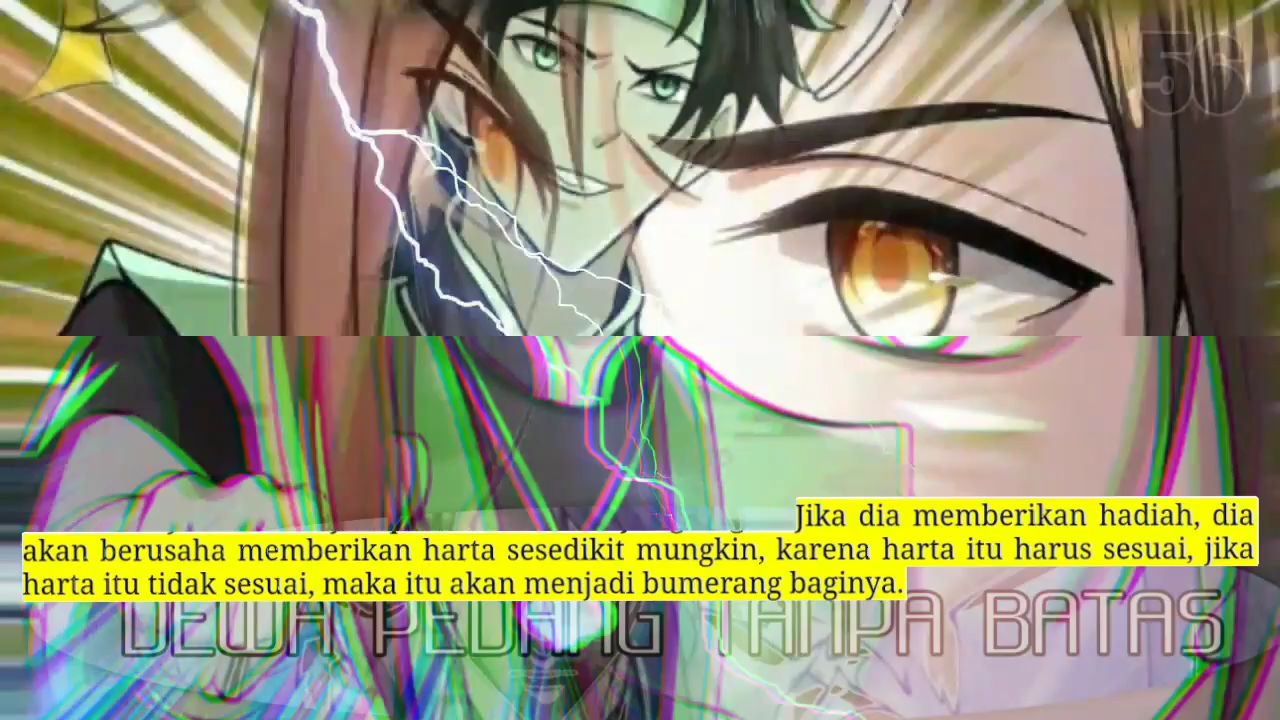 56
Jika dia memberikan hadiah, dia
akan berusaha memberikan harta sesedikit mungkin, karena harta itu harus sesuai, jika
harta itu tidak sesuai, maka itu akan menjadi bumerang baginya.
DEWA PEDANG TANPA BATAS